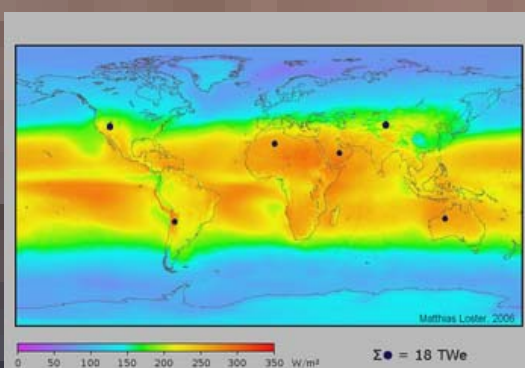 Matthias Loster, 2006
0 50 100 150 200 250 300 350 W/m²
Σ● = 18 TWe